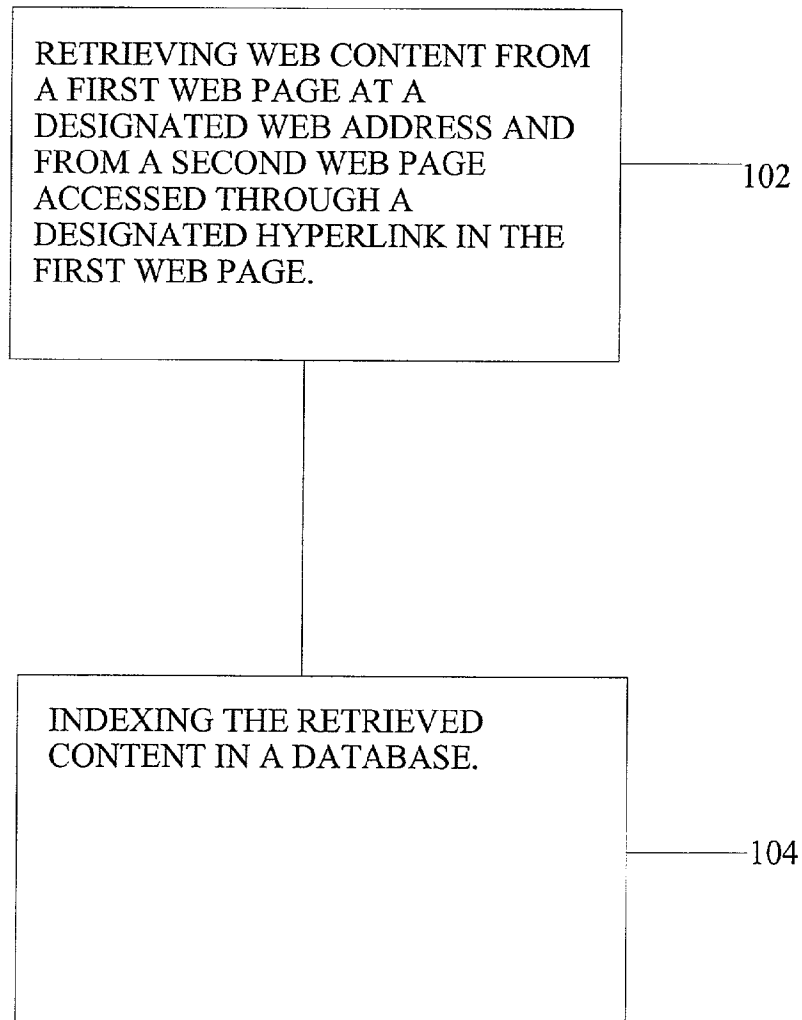 RETRIEVING WEB CONTENT FROM
A FIRST WEB PAGE AT A
DESIGNATED WEB ADDRESS AND
FROM A SECOND WEB PAGE
ACCESSED THROUGH A
DESIGNATED HYPERLINK IN THE
FIRST WEB PAGE.
102
INDEXING THE RETRIEVED
CONTENT IN A DATABASE.
104